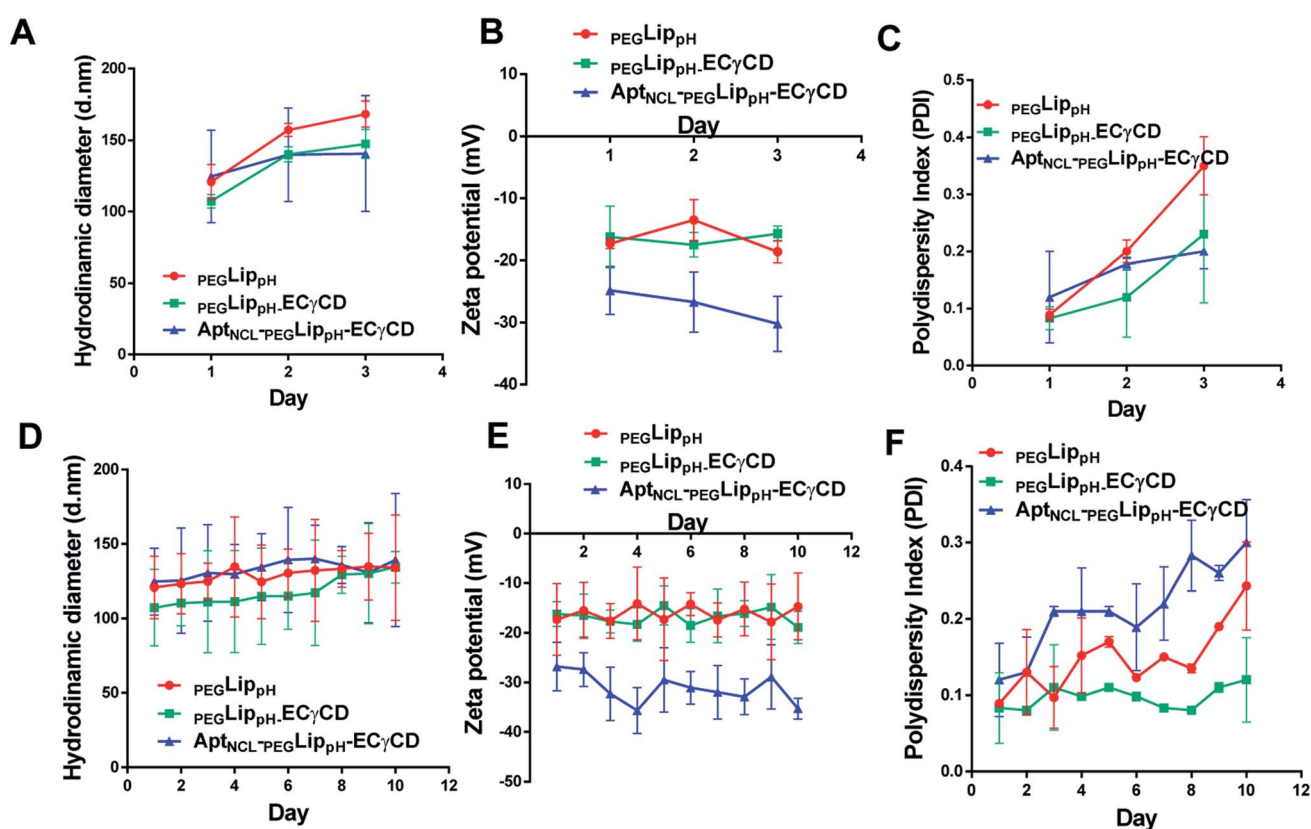 A
Hydrodinamic diameter (d.nm)
200
150
100
50
0
0
1
2
3
4
Day
PEGLippH
PEGLippH-ECγCD
AptNCL-PEGLippH-ECγCD
B
PEGLippH
PEGLippH-ECγCD
AptNCL-PEGLippH-ECγCD
Zeta potential (mV)
10
0
-10
-20
-30
-40
Day
1
2
3
4
C
Polydispersity Index (PDI)
0.5
0.4
0.3
0.2
0.1
0.0
PEGLippH
PEGLippH-ECγCD
AptNCL-PEGLippH-ECγCD
0
1
2
3
4
Day
D
Hydrodinamic diameter (d.nm)
200
150
100
50
0
PEGLippH
PEGLippH-ECγCD
AptNCL-PEGLippH-ECγCD
0
2
4
6
8
10
12
Day
E
PEGLippH
PEGLippH-ECγCD
AptNCL-PEGLippH-ECγCD
Zeta potential (mV)
10
0
-10
-20
-30
-40
-50
Day
2
4
6
8
10
12
F
PEGLippH
PEGLippH-ECγCD
AptNCL-PEGLippH-ECγCD
Polydispersity Index (PDI)
0.4
0.3
0.2
0.1
0.0
0
2
4
6
8
10
12
Day